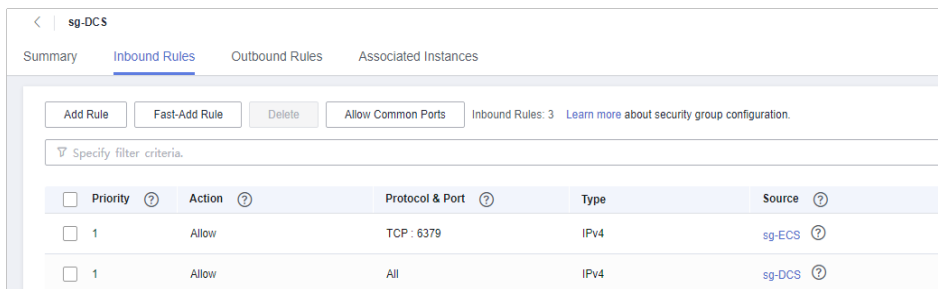 < sg-DCS
Summary Inbound Rules Outbound Rules Associated Instances
Add Rule Fast-Add Rule Delete Allow Common Ports Inbound Rules: 3 Learn more about security group configuration.
Specify filter criteria.
Priority ? Action ? Protocol & Port ? Type Source ?
1 Allow TCP : 6379 IPv4 sg-ECS ?
1 Allow All IPv4 sg-DCS ?